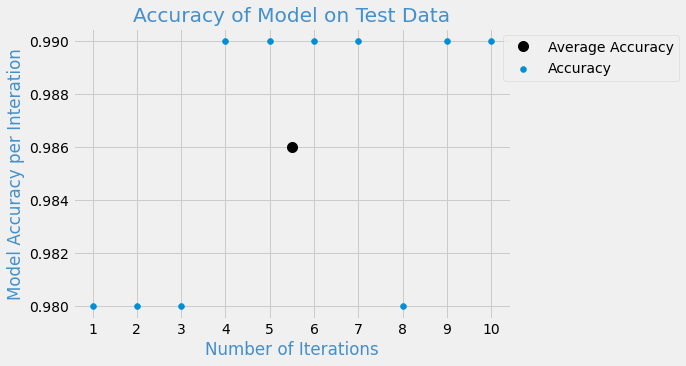 Accuracy of Model on Test Data
Model Accuracy per Interation
0.990
0.988
0.986
0.984
0.982
0.980
1 2 3 4 5 6 7 8 9 10
Number of Iterations
Average Accuracy
Accuracy